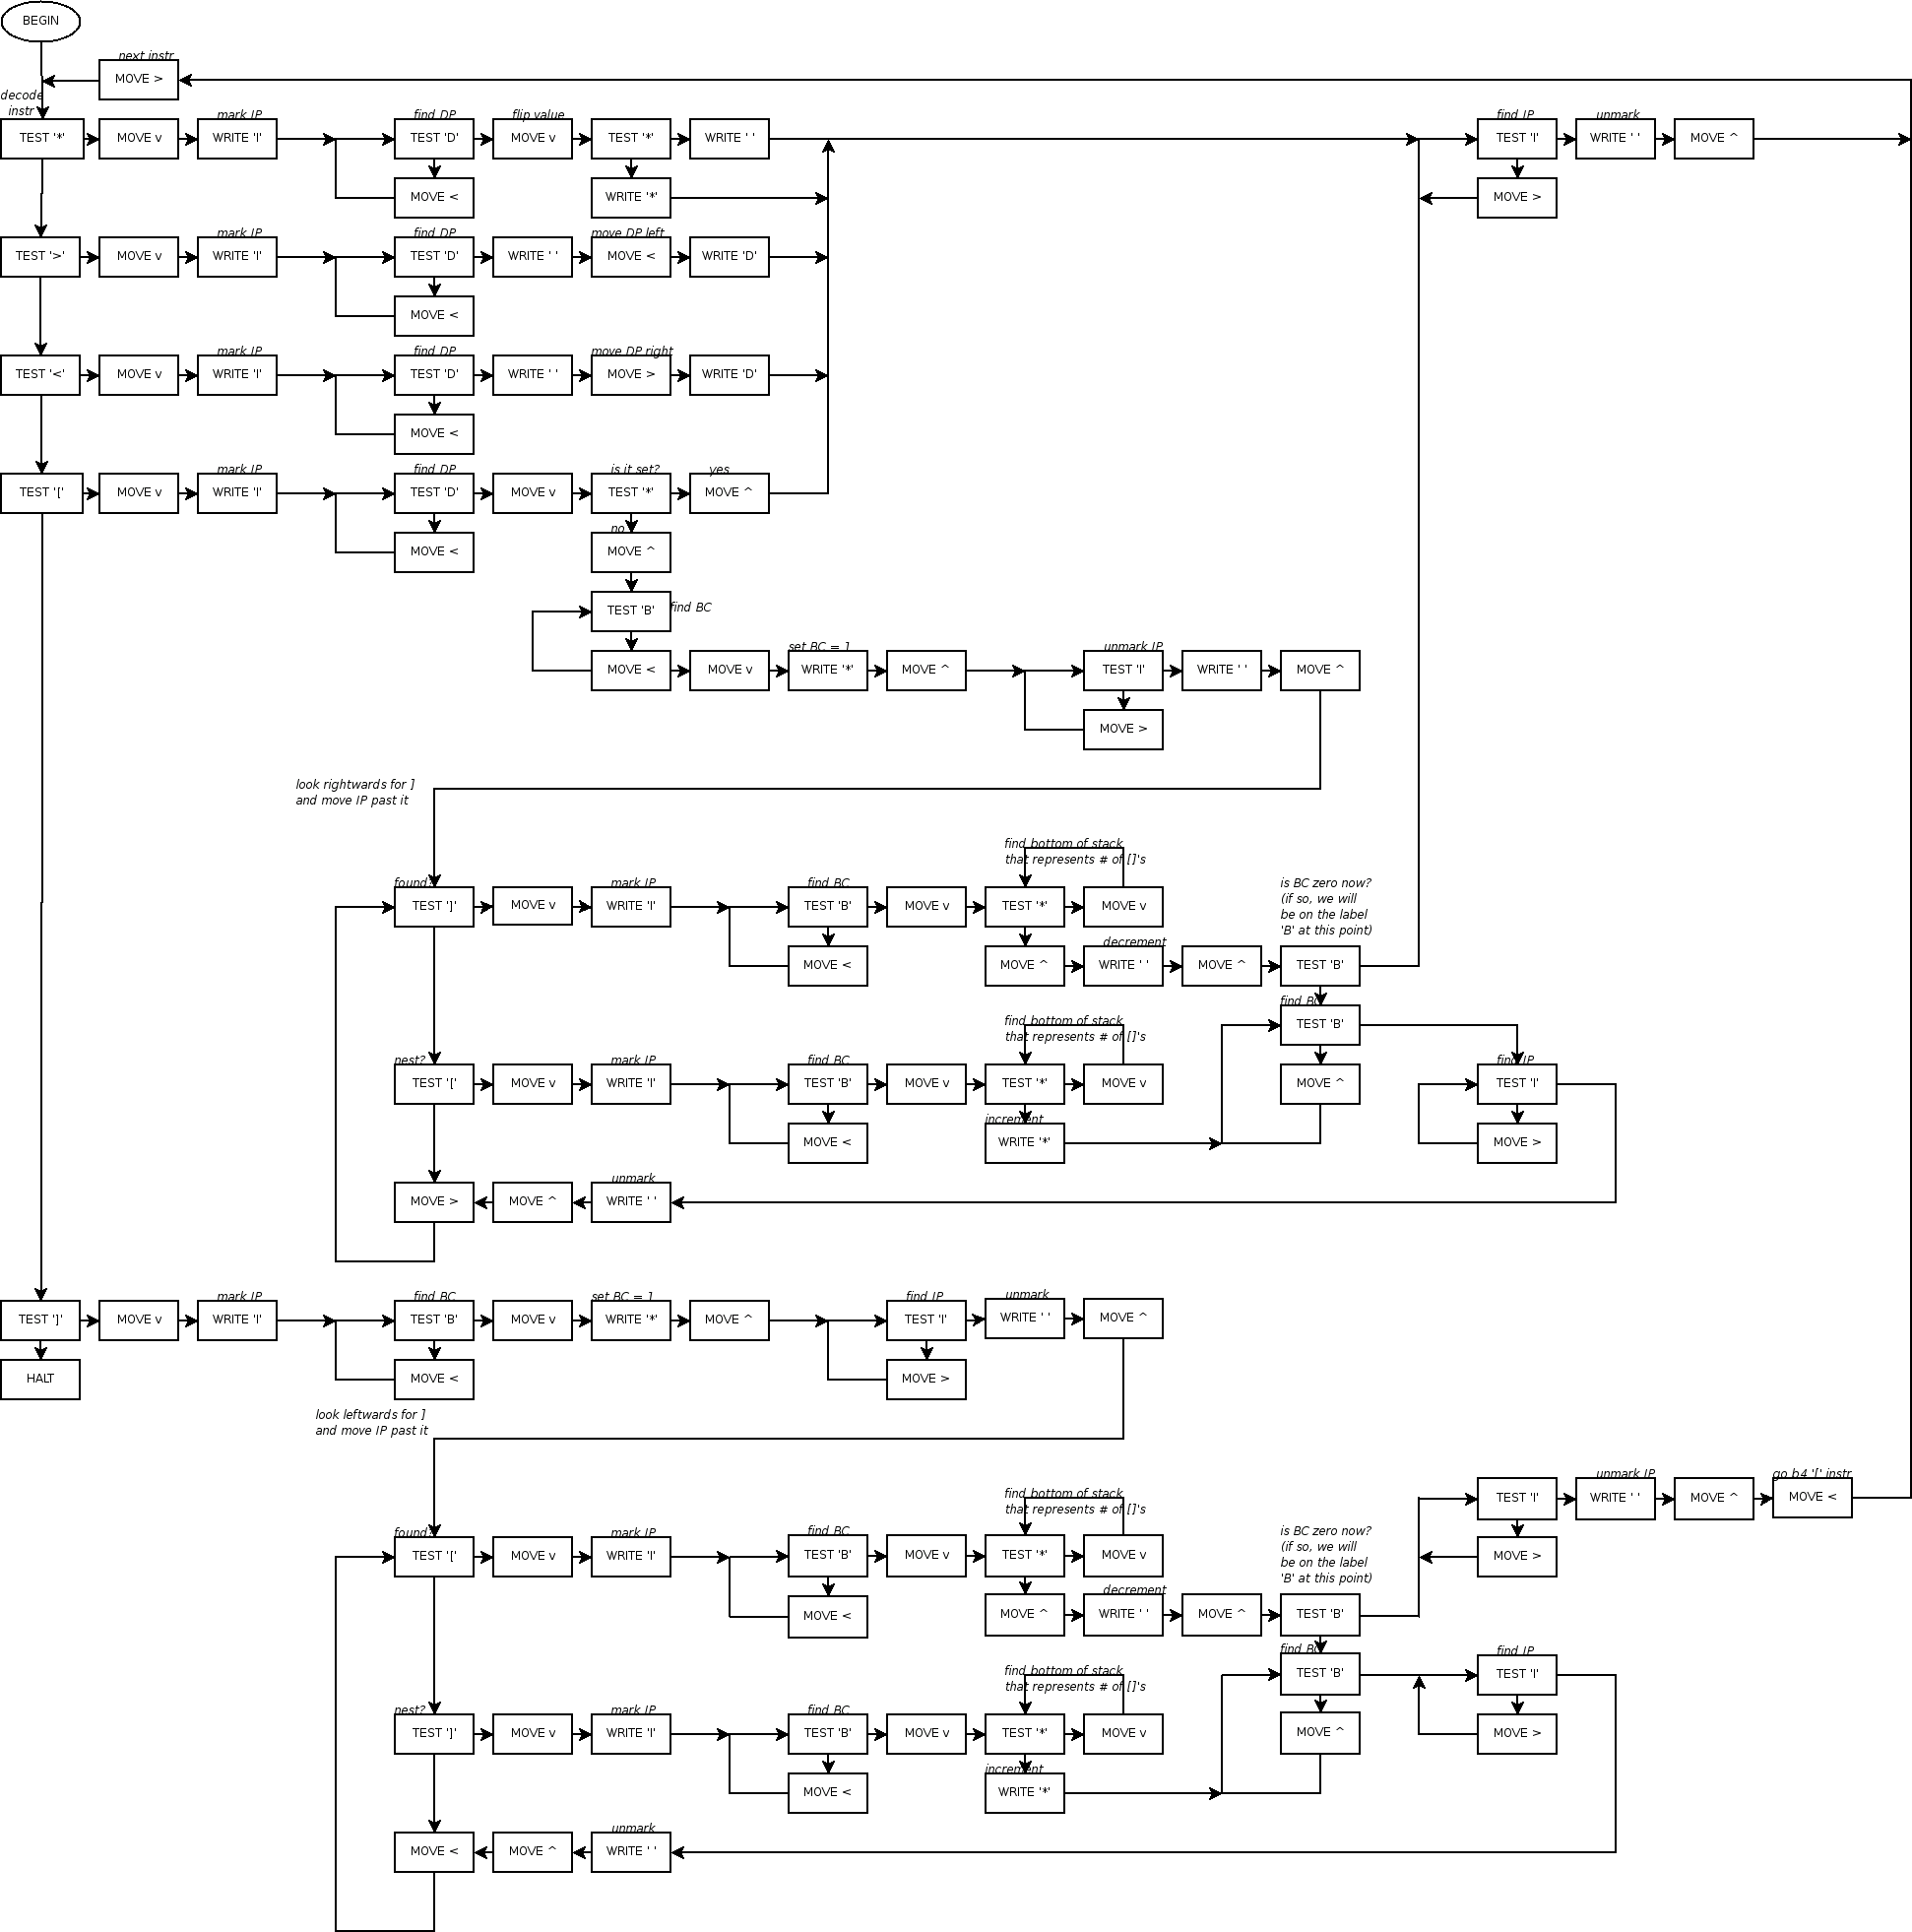 BEGIN
next instr
MOVE >
decode
instr
mark IP
find DP
flip value
find IP
unmark
TEST '*'
MOVE v
WRITE 'I'
TEST 'D'
MOVE v
TEST '*'
WRITE ' '
TEST 'I'
WRITE ' '
MOVE ^
MOVE <
WRITE '*'
MOVE >
mark IP
find DP
move DP left
TEST '>'
MOVE v
WRITE 'I'
TEST 'D'
WRITE ' '
MOVE <
WRITE 'D'
MOVE <
mark IP
find DP
move DP right
TEST '<'
MOVE v
WRITE 'I'
TEST 'D'
WRITE ' '
MOVE >
WRITE 'D'
MOVE <
mark IP
find DP
is it set?
yes
TEST '['
MOVE v
WRITE 'I'
TEST 'D'
MOVE v
TEST '*'
MOVE ^
no
MOVE <
MOVE ^
TEST 'B'
find BC
set BC = 1
unmark IP
MOVE <
MOVE v
WRITE '*'
MOVE ^
TEST 'I'
WRITE ' '
MOVE ^
MOVE >
look rightwards for ]
and move IP past it
find bottom of stack
that represents # of []'s
found?
mark IP
find BC
is BC zero now?
(if so, we will
be on the label
'B' at this point)
TEST ']'
MOVE v
WRITE 'I'
TEST 'B'
MOVE v
TEST '*'
MOVE v
decrement
MOVE <
MOVE ^
WRITE ' '
MOVE ^
TEST 'B'
find BC
TEST 'B'
find bottom of stack
that represents # of []'s
nest?
mark IP
find BC
find IP
TEST '['
MOVE v
WRITE 'I'
TEST 'B'
MOVE v
TEST '*'
MOVE v
MOVE ^
TEST 'I'
increment
MOVE <
WRITE '*'
MOVE >
unmark
MOVE >
MOVE ^
WRITE ' '
mark IP
find BC
set BC = 1
find IP
unmark
TEST ']'
MOVE v
WRITE 'I'
TEST 'B'
MOVE v
WRITE '*'
MOVE ^
TEST 'I'
WRITE ' '
MOVE ^
HALT
MOVE <
MOVE >
look leftwards for ]
and move IP past it
unmark IP
go b4 '[' instr
TEST 'I'
WRITE ' '
MOVE ^
MOVE <
find bottom of stack
that represents # of []'s
found?
mark IP
find BC
is BC zero now?
(if so, we will
be on the label
'B' at this point)
TEST '['
MOVE v
WRITE 'I'
TEST 'B'
MOVE v
TEST '*'
MOVE v
MOVE >
decrement
MOVE <
MOVE ^
WRITE ' '
MOVE ^
TEST 'B'
find BC
find IP
TEST 'B'
TEST 'I'
find bottom of stack
that represents # of []'s
nest?
mark IP
find BC
TEST ']'
MOVE v
WRITE 'I'
TEST 'B'
MOVE v
TEST '*'
MOVE v
MOVE ^
MOVE >
increment
MOVE <
WRITE '*'
unmark
MOVE <
MOVE ^
WRITE ' '